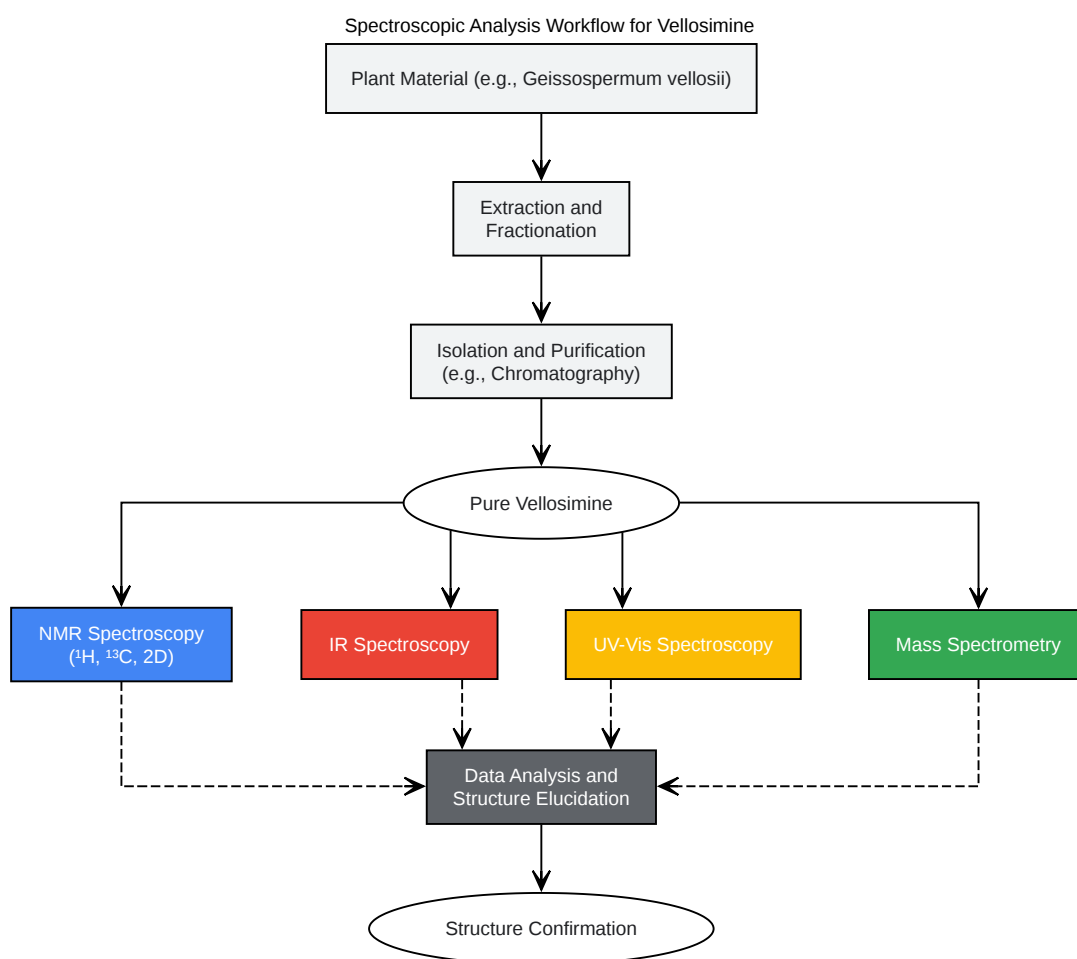 Spectroscopic Analysis Workflow for Vellosimine
Plant Material (e.g., Geissospermum vellosii)
Extraction and
Fractionation
Isolation and Purification
(e.g., Chromatography)
Pure Vellosimine
NMR Spectroscopy
(¹H, ¹³C, 2D)
IR Spectroscopy
UV-Vis Spectroscopy
Mass Spectrometry
Data Analysis and
Structure Elucidation
Structure Confirmation